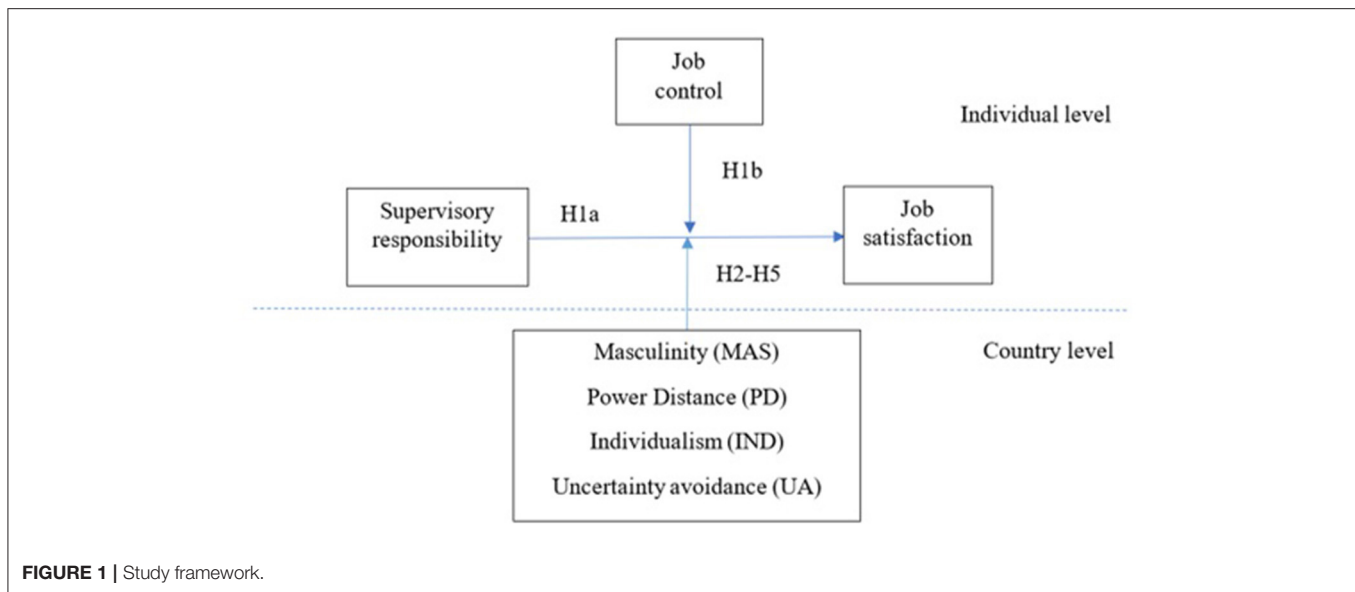 Job
control
Individual level
H1b
Supervisory
responsibility
H1a
Job
satisfaction
H2-H5
Masculinity (MAS)
Country level
Power Distance (PD)
Individualism (IND)
Uncertainty avoidance (UA)
FIGURE 1 | Study framework.